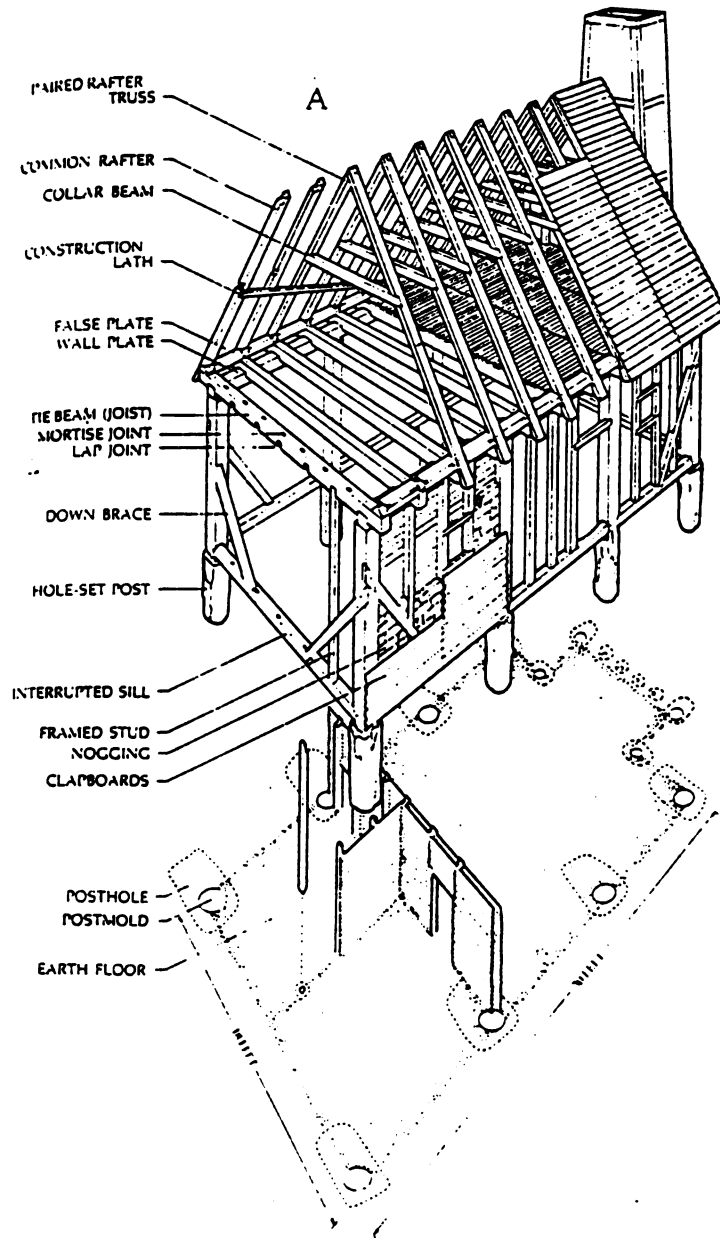 A
PAIRED RAFTER
TRUSS
COMMON RAFTER
COLLAR BEAM
CONSTRUCTION
LATH
FALSE PLATE
WALL PLATE
TIE BEAM (JOIST)
MORTISE JOINT
LAP JOINT
DOWN BRACE
HOLE-SET POST
INTERRUPTED SILL
FRAMED STUD
NOGGING
CLAPBOARDS
POSTHOLE
POSTMOLD
EARTH FLOOR